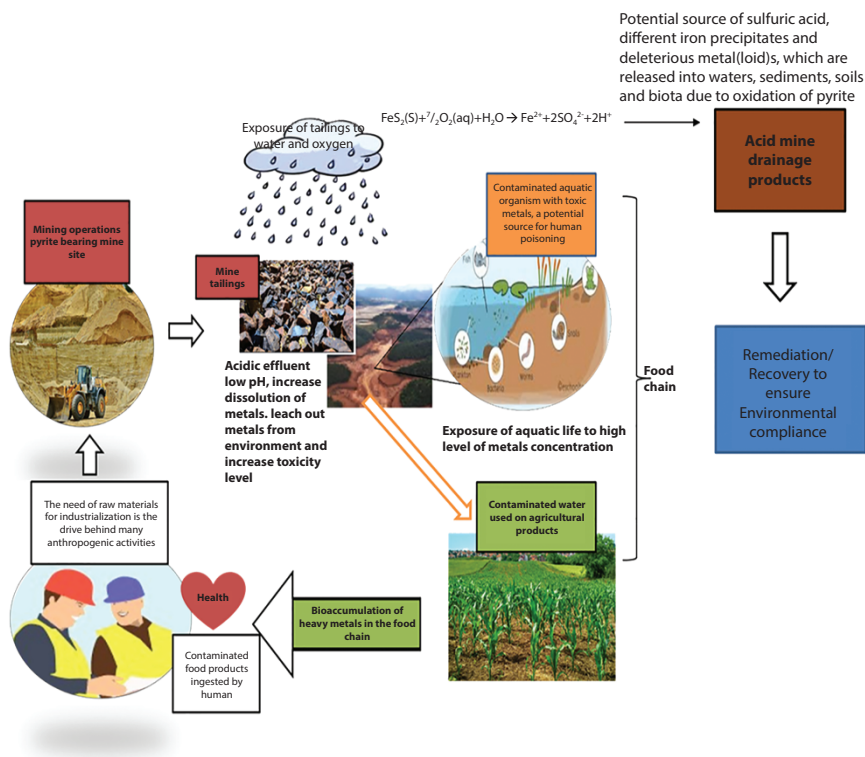 Potential source of sulfuric acid,
different iron precipitates and
deleterious metal(loid)s, which are
released into waters, sediments, soils
and biota due to oxidation of pyrite
FeS₂(S)+⁷/₂O₂(aq)+H₂O → Fe²⁺+2SO₄²⁻+2H⁺
Exposure of tailings to
water and oxygen
Acid mine
drainage
products
Contaminated aquatic
organism with toxic
metals, a potential
source for human
poisoning
Mining operations
pyrite bearing mine
site
Mine
tailings
Fish
Plankton
Bacteria
Worms
Acidic effluent
low pH, increase
dissolution of
metals. leach out
metals from
environment and
increase toxicity
level
Exposure of aquatic life to high
level of metals concentration
Food
chain
Remediation/
Recovery to
ensure
Environmental
compliance
The need of raw materials
for industrialization is the
drive behind many
anthropogenic activities
Contaminated water
used on agricultural
products
Health
Bioaccumulation of
heavy metals in the food
chain
Contaminated
food products
ingested by
human